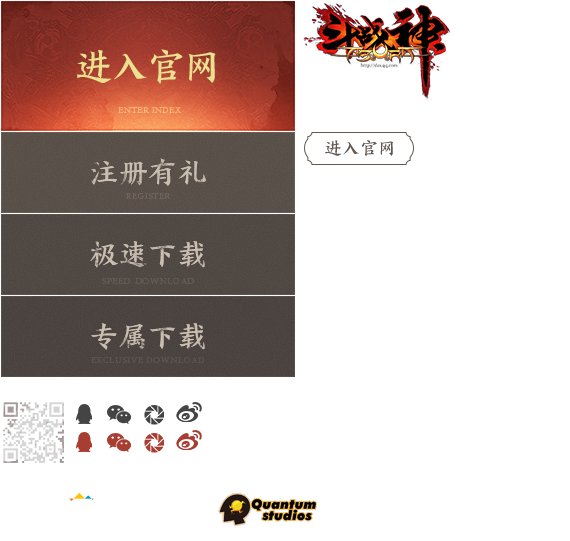 进入官网
ENTER INDEX
注册有礼
REGISTER
极速下载
SPEED DOWNLOAD
专属下载
EXCLUSIVE DOWNLOAD
斗战神
http://dzs.qq.com
进入官网
Quantum
studios